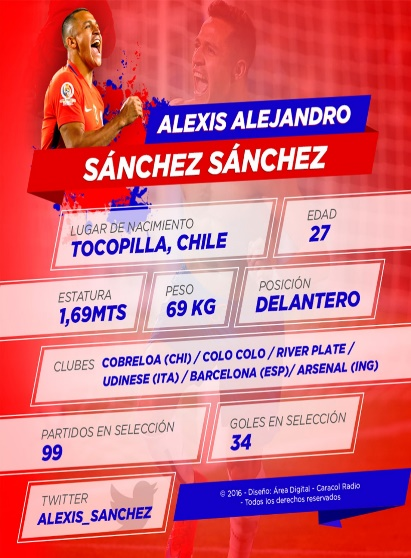 ALEXIS ALEJANDRO
SÁNCHEZ SÁNCHEZ
LUGAR DE NACIMIENTO
TOCOPILLA, CHILE
EDAD
27
ESTATURA
1,69MTS
PESO
69 KG
POSICIÓN
DELANTERO
CLUBES COBRELOA (CHI) / COLO COLO / RIVER PLATE /
UDINESE (ITA) / BARCELONA (ESP)/ ARSENAL (ING)
PARTIDOS EN SELECCIÓN
99
GOLES EN SELECCIÓN
34
TWITTER
ALEXIS_SANCHEZ
© 2016 - Diseño: Área Digital - Caracol Radio
- Todos los derechos reservados